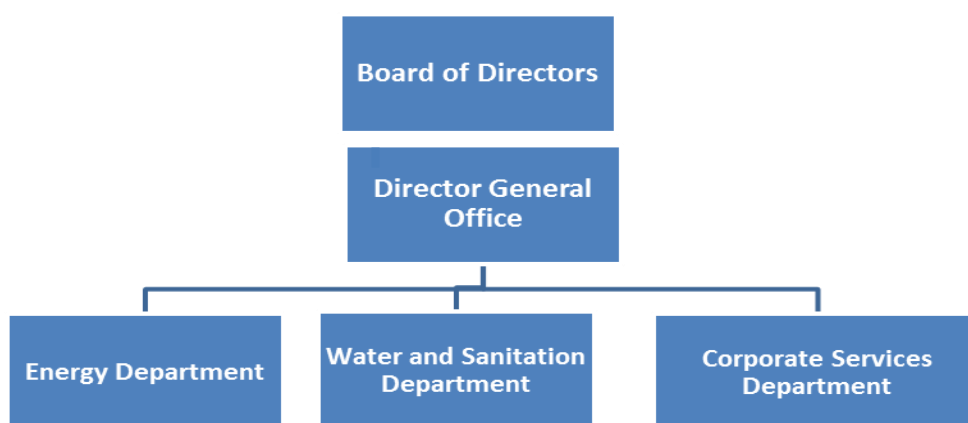 Board of Directors
Director General
Office
Energy Department
Water and Sanitation
Department
Corporate Services
Department